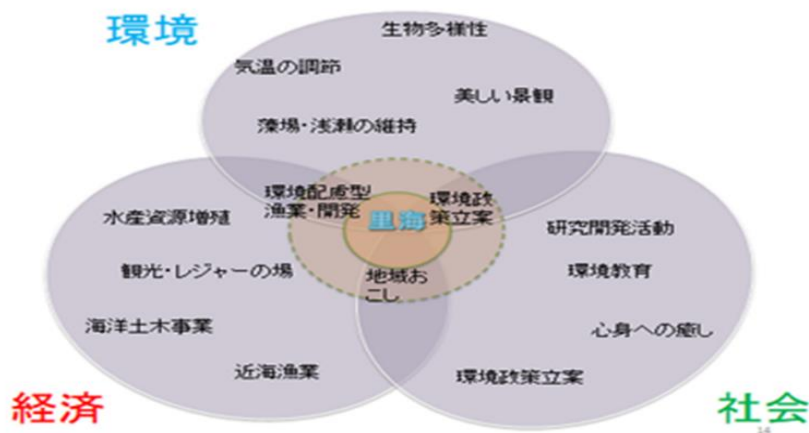 環境
生物多様性
気温の調節
美しい景観
藻場・浅瀬の維持
環境配慮型
漁業・開発
環境政
策立案
里海
地域お
こし
水産資源増殖
観光・レジャーの場
海洋土木事業
近海漁業
研究開発活動
環境教育
心身への癒し
環境政策立案
経済
社会
14